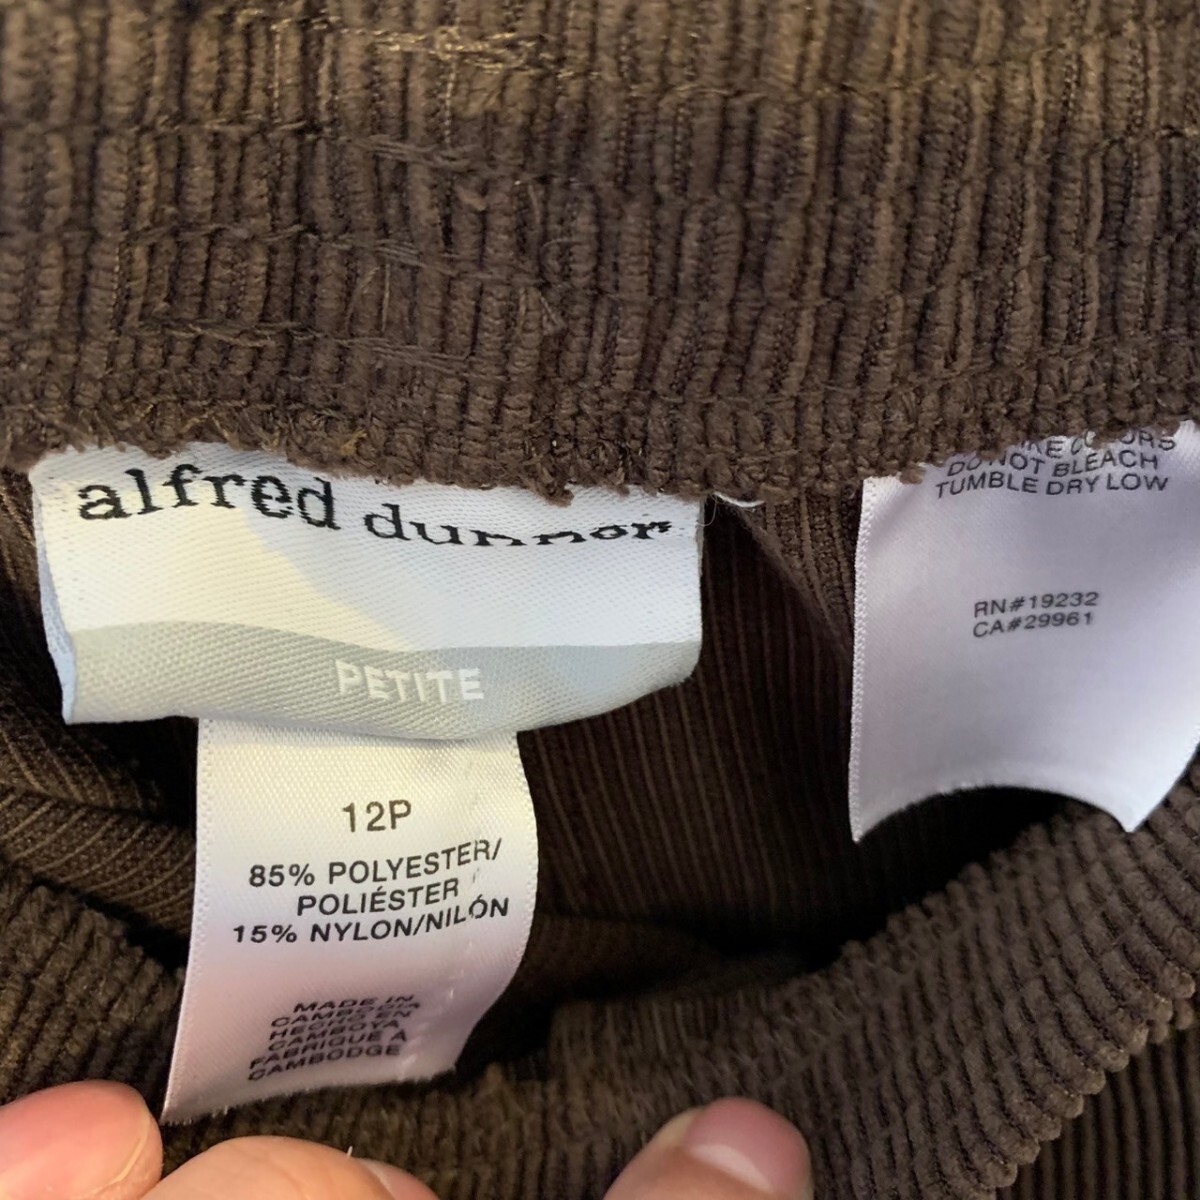 alfred dunner
PETITE
12P
85% POLYESTER/
POLIÉSTER
15% NYLON/NILÓN
MADE IN
CAMBODIA
HECHO EN
CAMBOYA
FABRIQUÉ À
CAMBODGE
COLORS
DO NOT BLEACH
TUMBLE DRY LOW
RN#19232
CA#29961